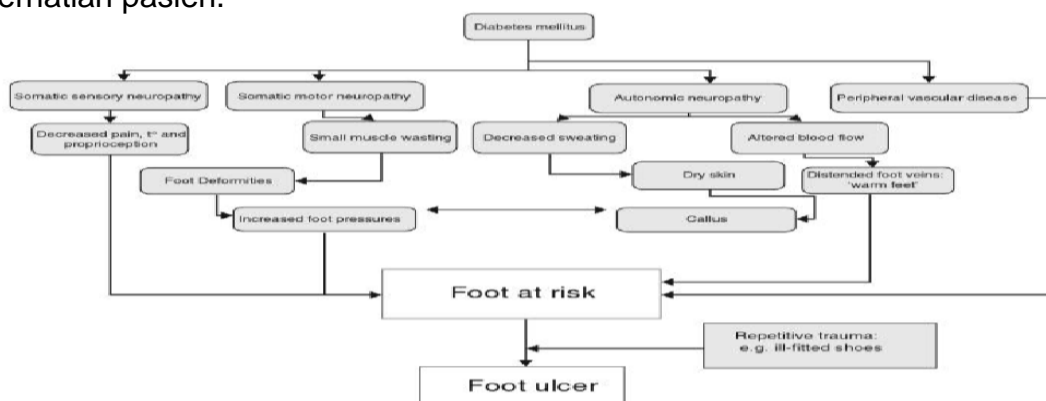 ematian pasien.
Diabetes mellitus
Somatic sensory neuropathy
Somatic motor neuropathy
Autonomic neuropathy
Peripheral vascular disease
Decreased pain, t° and
proprioception
Small muscle wasting
Decreased sweating
Altered blood flow
Foot Deformities
Dry skin
Distended foot veins:
'warm feet'
Increased foot pressures
Callus
Foot at risk
Repetitive trauma:
e.g. ill-fitted shoes
Foot ulcer